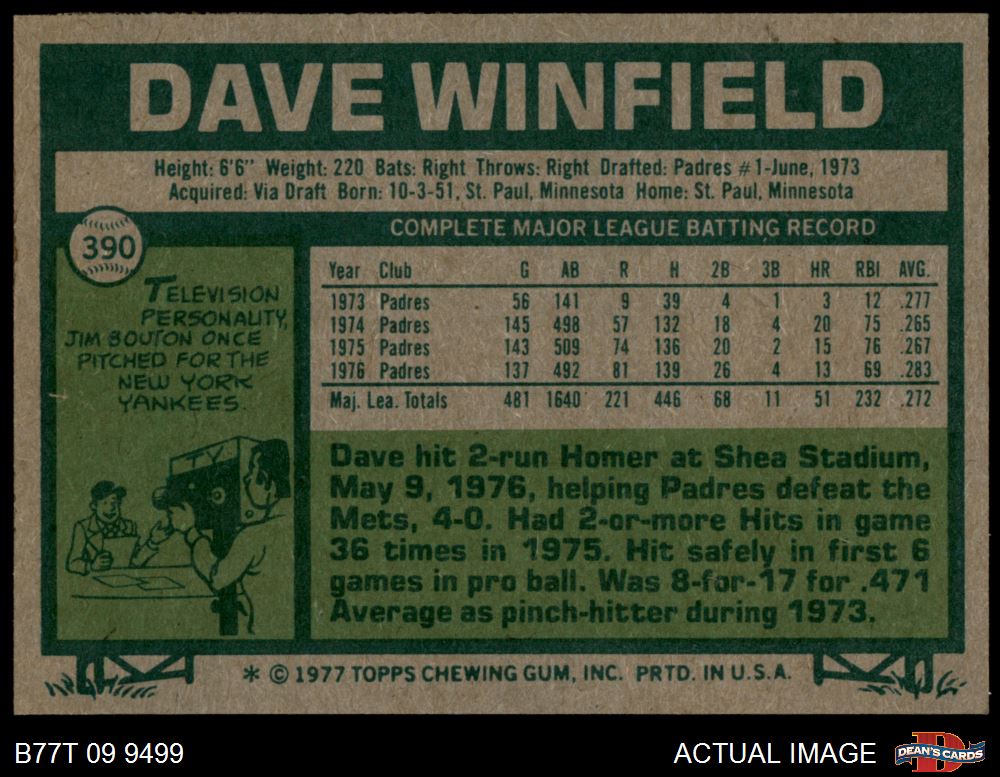 DAVE WINFIELD
Height: 6'6" Weight: 220 Bats: Right Throws: Right Drafted: Padres #1-June, 1973
Acquired: Via Draft Born: 10-3-51, St. Paul, Minnesota Home: St. Paul, Minnesota
390
TELEVISION
PERSONALITY,
JIM BOUTON ONCE
PITCHED FOR THE
NEW YORK
YANKEES.
TV
COMPLETE MAJOR LEAGUE BATTING RECORD
Year Club G AB R H 2B 3B HR RBI AVG.
1973 Padres 56 141 9 39 4 1 3 12 .277
1974 Padres 145 498 57 132 18 4 20 75 .265
1975 Padres 143 509 74 136 20 2 15 76 .267
1976 Padres 137 492 81 139 26 4 13 69 .283
Maj. Lea. Totals 481 1640 221 446 68 11 51 232 .272
Dave hit 2-run Homer at Shea Stadium,
May 9, 1976, helping Padres defeat the
Mets, 4-0. Had 2-or-more Hits in game
36 times in 1975. Hit safely in first 6
games in pro ball. Was 8-for-17 for .471
Average as pinch-hitter during 1973.
* © 1977 TOPPS CHEWING GUM, INC. PRTD. IN U.S.A.
B77T 09 9499
ACTUAL IMAGE
D
DEAN'S CARDS